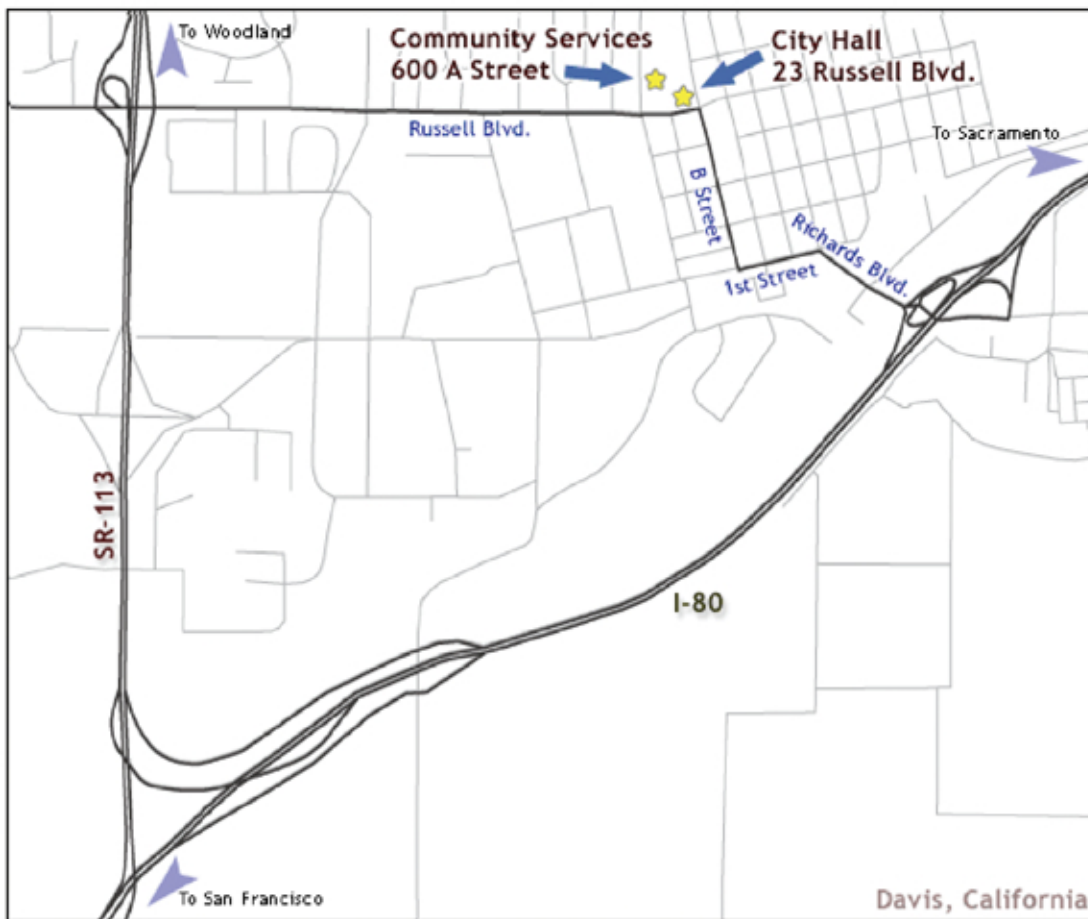 To Woodland
Community Services
600 A Street
City Hall
23 Russell Blvd.
Russell Blvd.
To Sacramento
B Street
Richards Blvd.
1st Street
SR-113
I-80
To San Francisco
Davis, California